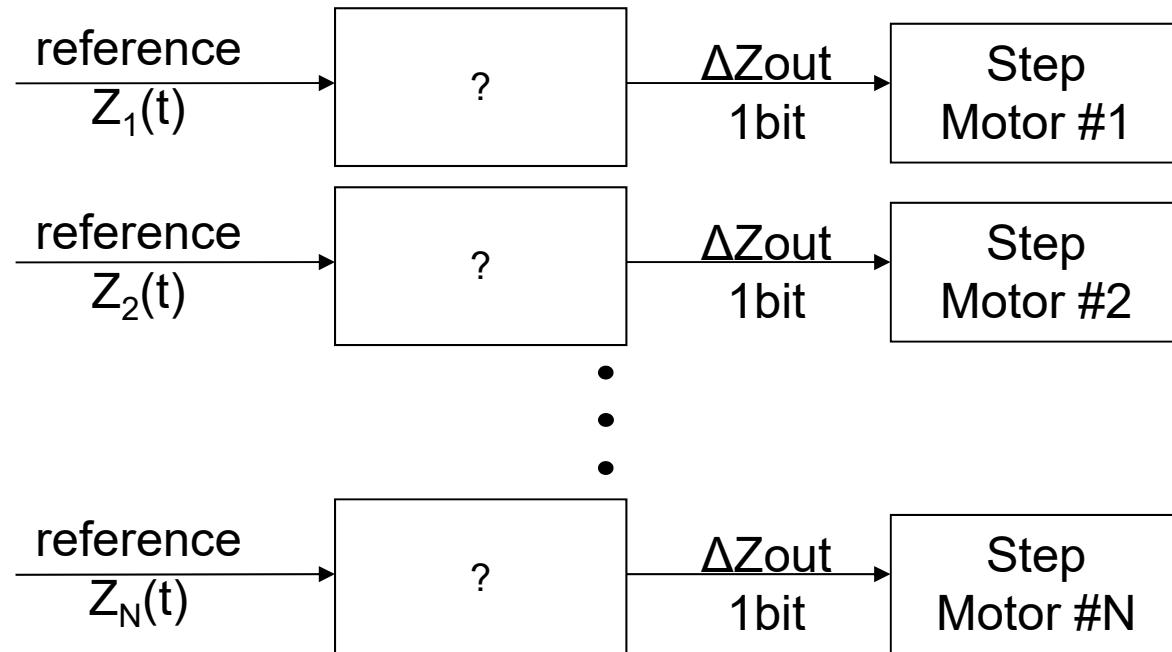 reference
Z₁(t)
?
ΔZout
1bit
Step
Motor #1
reference
Z₂(t)
?
ΔZout
1bit
Step
Motor #2
reference
Z_N(t)
?
ΔZout
1bit
Step
Motor #N